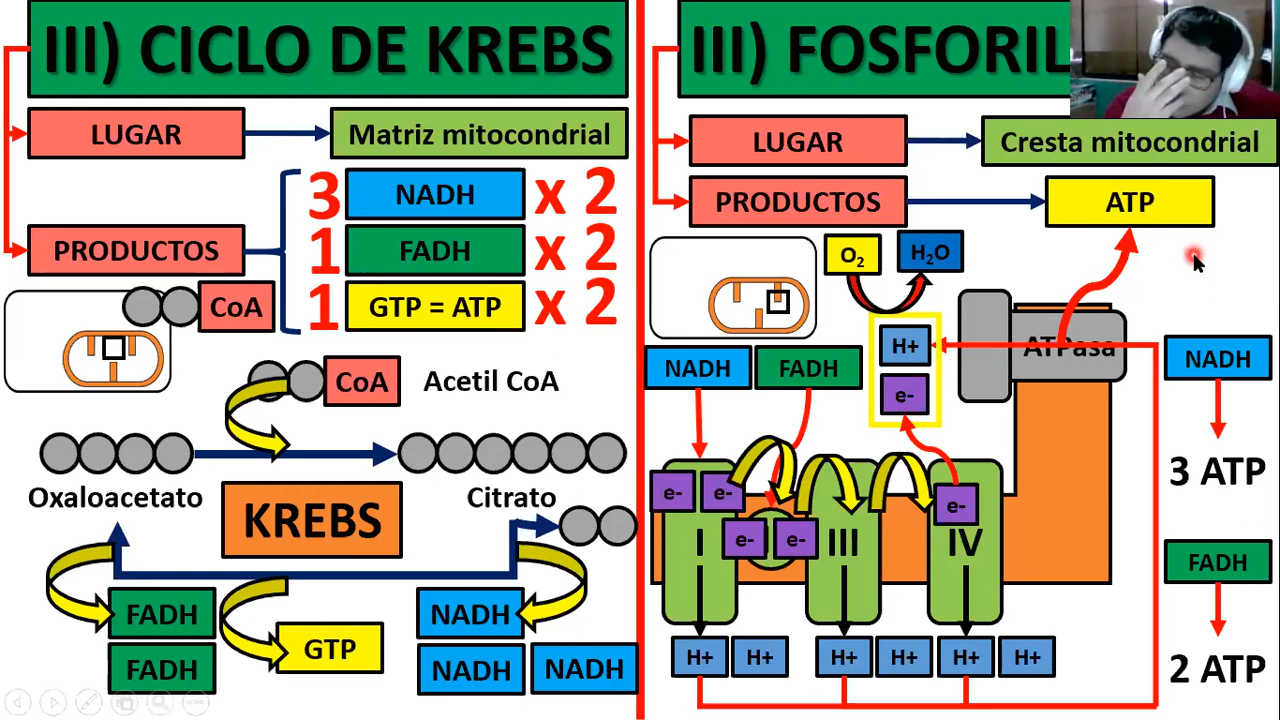 III) CICLO DE KREBS
LUGAR
Matriz mitocondrial
PRODUCTOS
3 NADH x 2
1 FADH x 2
1 GTP = ATP x 2
CoA
CoA
Acetil CoA
Oxaloacetato
Citrato
KREBS
FADH
FADH
GTP
NADH
NADH
NADH
III) FOSFORIL
LUGAR
Cresta mitocondrial
PRODUCTOS
ATP
O₂
H₂O
NADH
FADH
H+
e-
ATPasa
e-
e-
e-
e-
e-
I
III
IV
H+
H+
H+
H+
H+
H+
NADH
3 ATP
FADH
2 ATP